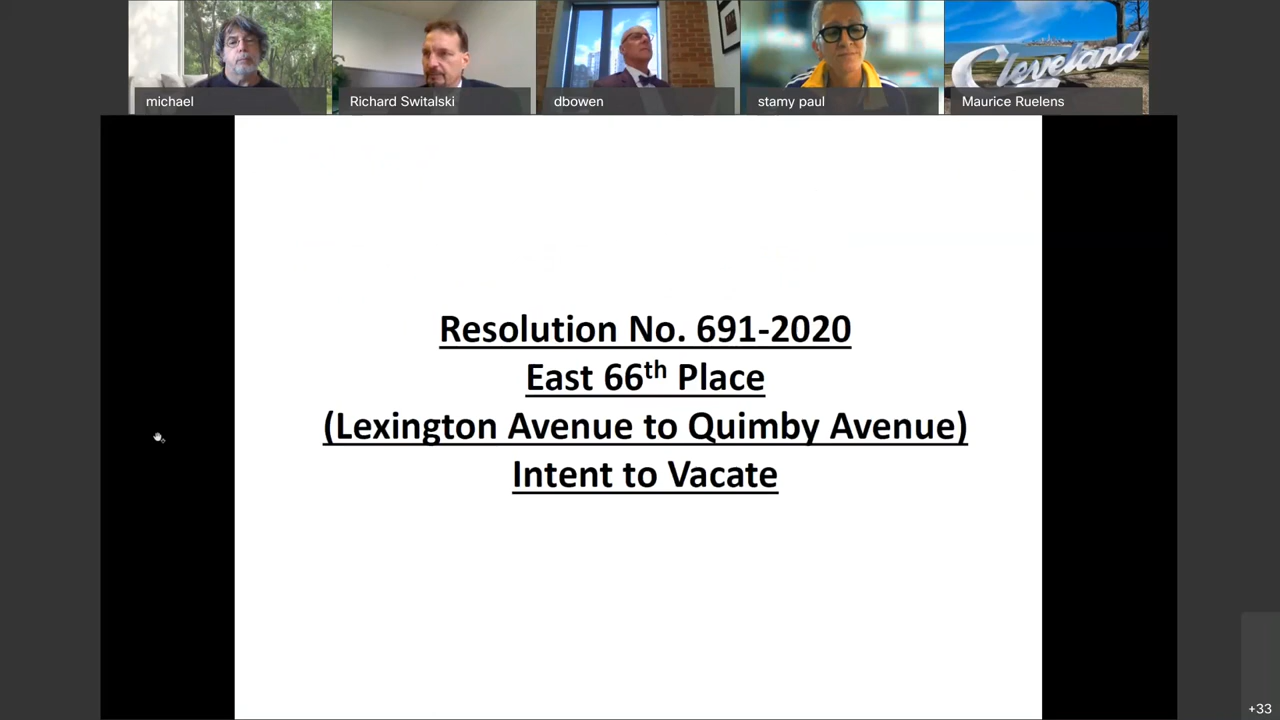 michael
Richard Switalski
dbowen
stamy paul
Cleveland
Maurice Ruelens
Resolution No. 691-2020
East 66th Place
(Lexington Avenue to Quimby Avenue)
Intent to Vacate
+33